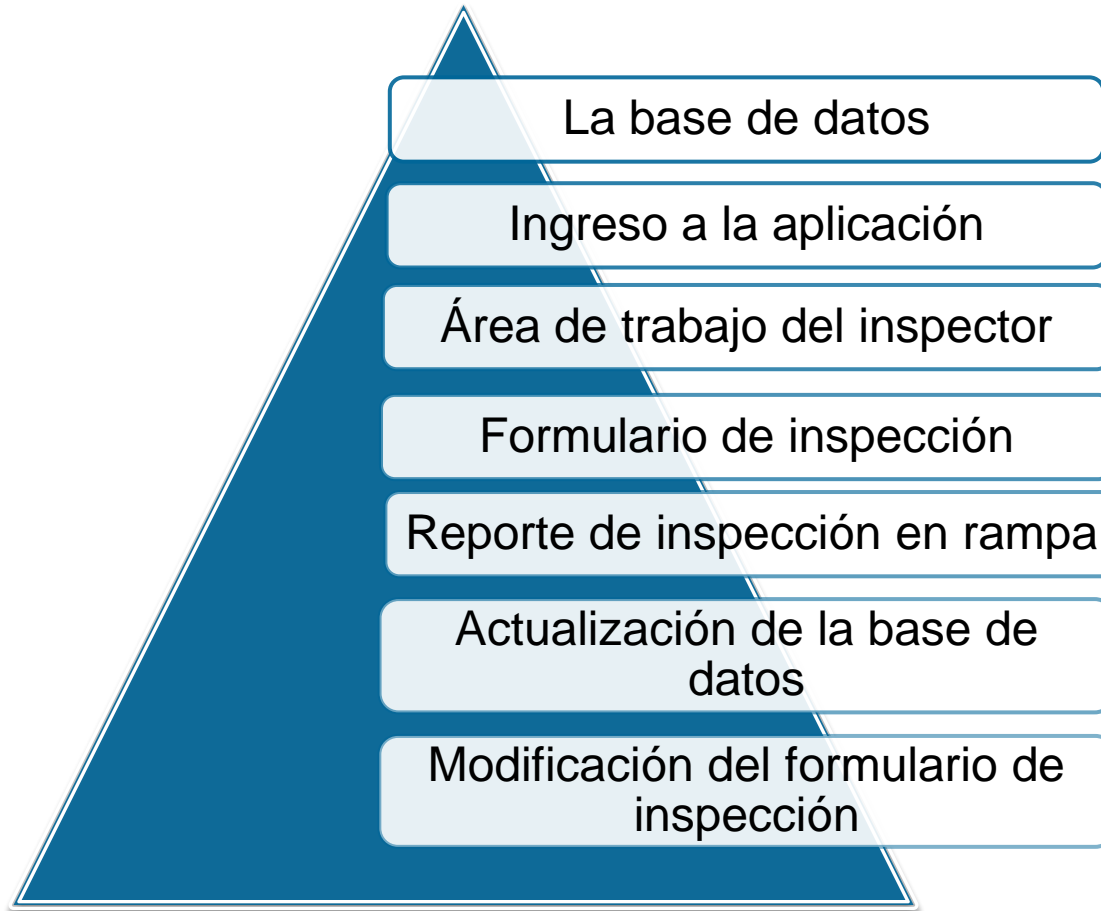 La base de datos
Ingreso a la aplicación
Área de trabajo del inspector
Formulario de inspección
Reporte de inspección en rampa
Actualización de la base de
datos
Modificación del formulario de
inspección